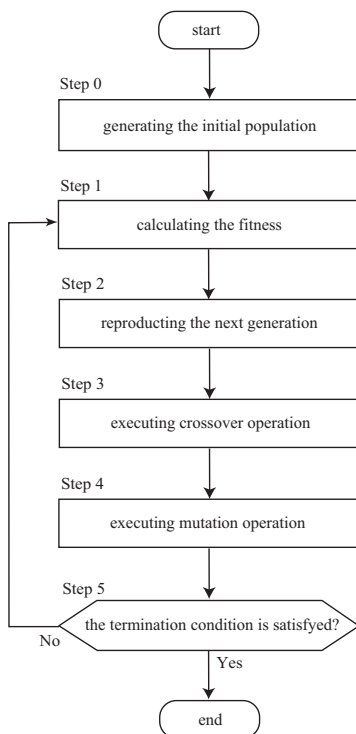 start
Step 0
generating the initial population
Step 1
calculating the fitness
Step 2
reproducting the next generation
Step 3
executing crossover operation
Step 4
executing mutation operation
Step 5
the termination condition is satisfyed?
No
Yes
end